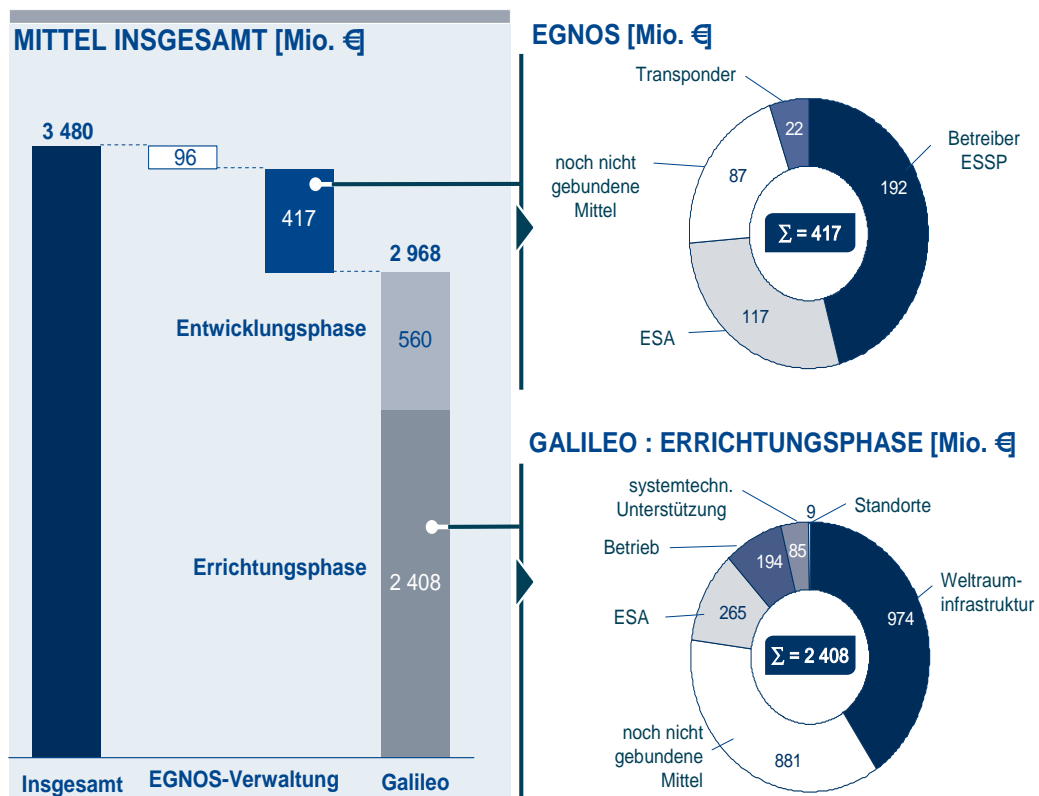 MITTEL INSGESAMT [Mio. €]
3 480
96
417
2 968
Entwicklungsphase
560
Errichtungsphase
2 408
Insgesamt
EGNOS-Verwaltung
Galileo
EGNOS [Mio. €]
Transponder
22
noch nicht
gebundene
Mittel
87
Betreiber
ESSP
192
Σ = 417
117
ESA
GALILEO : ERRICHTUNGSPHASE [Mio. €]
systemtechn.
Unterstützung
9
Standorte
Betrieb
194
85
ESA
265
Weltraum-
infrastruktur
974
Σ = 2 408
noch nicht
gebundene
Mittel
881